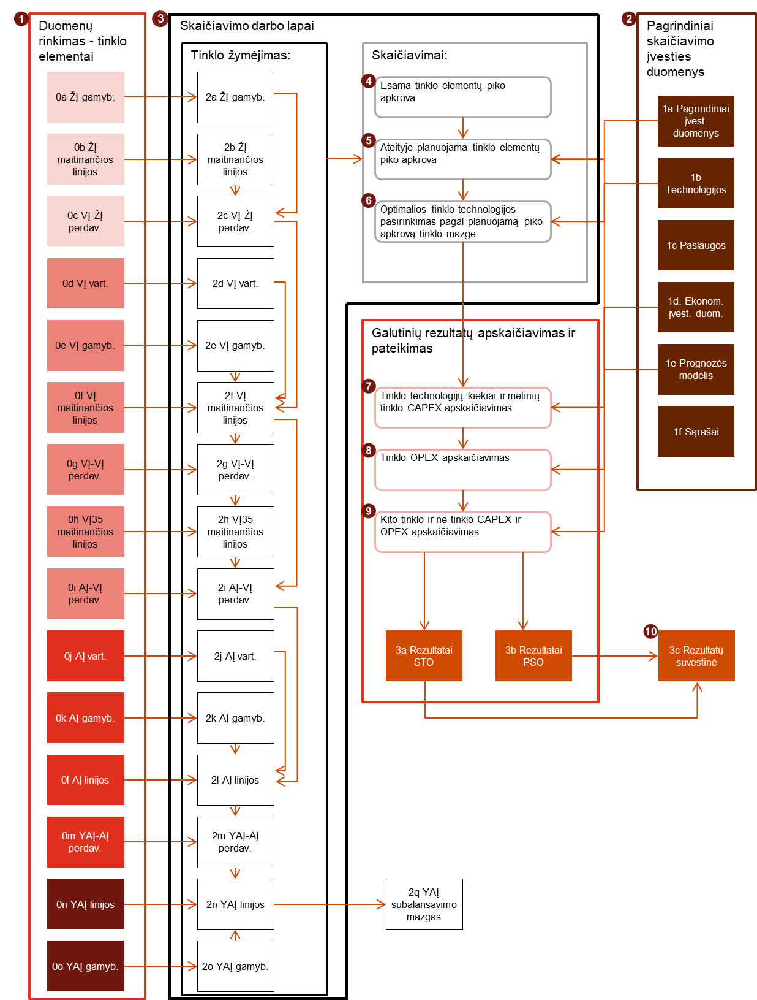 1
Duomenų
rinkimas - tinklo
elementai
0a ŽĮ gamyb.
0b ŽĮ
maitinančios
linijos
0c VĮ-ŽĮ
perdav.
0d VĮ vart.
0e VĮ gamyb.
0f VĮ
maitinančios
linijos
0g VĮ-VĮ
perdav.
0h VĮ35
maitinančios
linijos
0i AĮ-VĮ
perdav.
0j AĮ vart.
0k AĮ gamyb.
0l AĮ linijos
0m YAĮ-AĮ
perdav.
0n YAĮ linijos
0o YAĮ gamyb.
3
Skaičiavimo darbo lapai
Tinklo žymėjimas:
2a ŽĮ gamyb.
2b ŽĮ
maitinančios
linijos
2c VĮ-ŽĮ
perdav.
2d VĮ vart.
2e VĮ gamyb.
2f VĮ
maitinančios
linijos
2g VĮ-VĮ
perdav.
2h VĮ35
maitinančios
linijos
2i AĮ-VĮ
perdav.
2j AĮ vart.
2k AĮ gamyb.
2l AĮ linijos
2m YAĮ-AĮ
perdav.
2n YAĮ linijos
2o YAĮ gamyb.
Skaičiavimai:
4
Esama tinklo elementų piko
apkrova
5
Ateityje planuojama tinklo elementų
piko apkrova
6
Optimalios tinklo technologijos
pasirinkimas pagal planuojamą piko
apkrovą tinklo mazge
Galutinių rezultatų apskaičiavimas ir
pateikimas
7
Tinklo technologijų kiekiai ir metinių
tinklo CAPEX apskaičiavimas
8
Tinklo OPEX apskaičiavimas
9
Kito tinklo ir ne tinklo CAPEX ir
OPEX apskaičiavimas
3a Rezultatai
STO
3b Rezultatai
PSO
2q YAĮ
subalansavimo
mazgas
2
Pagrindiniai
skaičiavimo
įvesties
duomenys
1a Pagrindiniai
įvest.
duomenys
1b
Technologijos
1c Paslaugos
1d. Ekonom.
įvest. duom.
1e Prognozės
modelis
1f Sąrašai
10
3c Rezultatų
suvestinė